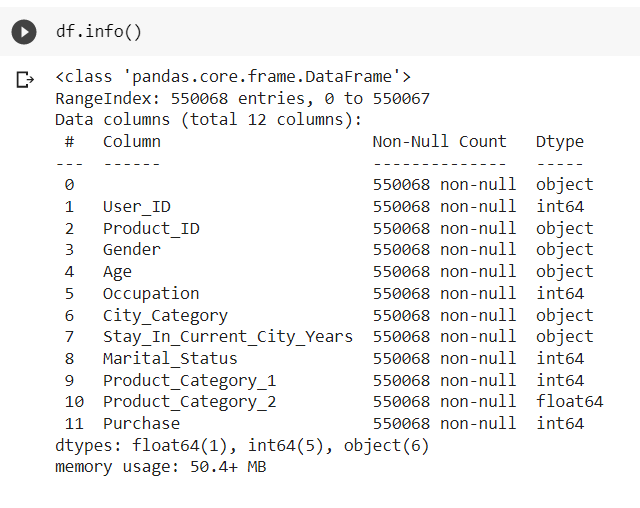 df.info()
<class 'pandas.core.frame.DataFrame'>
RangeIndex: 550068 entries, 0 to 550067
Data columns (total 12 columns):
 #   Column                      Non-Null Count   Dtype
---  ------                      --------------   -----
 0                               550068 non-null  object
 1   User_ID                     550068 non-null  int64
 2   Product_ID                  550068 non-null  object
 3   Gender                      550068 non-null  object
 4   Age                         550068 non-null  object
 5   Occupation                  550068 non-null  int64
 6   City_Category               550068 non-null  object
 7   Stay_In_Current_City_Years  550068 non-null  object
 8   Marital_Status              550068 non-null  int64
 9   Product_Category_1          550068 non-null  int64
 10  Product_Category_2          550068 non-null  float64
 11  Purchase                    550068 non-null  int64
dtypes: float64(1), int64(5), object(6)
memory usage: 50.4+ MB